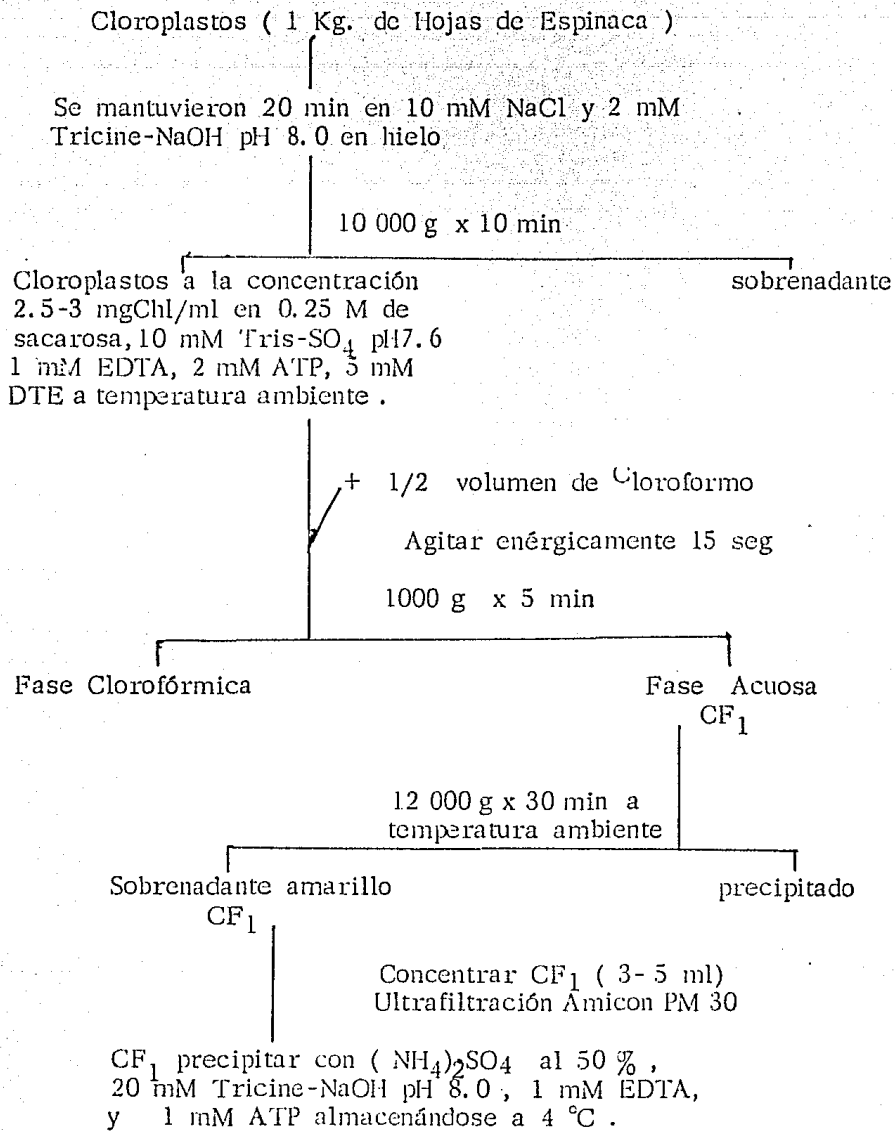 Cloroplastos ( 1 Kg. de Hojas de Espinaca )
Se mantuvieron 20 min en 10 mM NaCl y 2 mM
Tricine-NaOH pH 8.0 en hielo
10 000 g x 10 min
Cloroplastos a la concentración
2.5-3 mgChl/ml en 0.25 M de
sacarosa, 10 mM Tris-SO4 pH7.6
1 mM EDTA, 2 mM ATP, 5 mM
DTE a temperatura ambiente .
sobrenadante
+ 1/2 volumen de Cloroformo
Agitar enérgicamente 15 seg
1000 g x 5 min
Fase Clorofórmica
Fase Acuosa
CF1
12 000 g x 30 min a
temperatura ambiente
Sobrenadante amarillo
CF1
precipitado
Concentrar CF1 ( 3- 5 ml)
Ultrafiltración Amicon PM 30
CF1 precipitar con ( NH4)2SO4 al 50 % ,
20 mM Tricine-NaOH pH 8.0 , 1 mM EDTA,
y 1 mM ATP almacenándose a 4 °C .